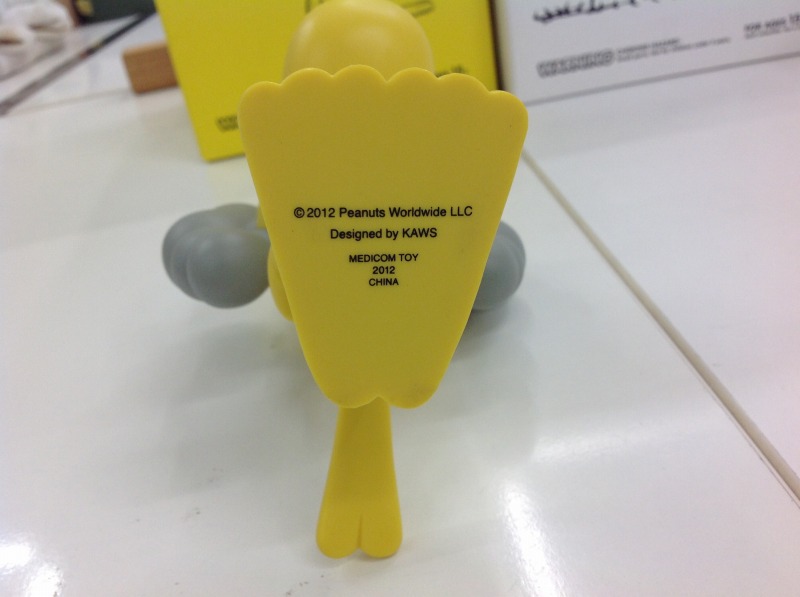 © 2012 Peanuts Worldwide LLC
Designed by KAWS
MEDICOM TOY
2012
CHINA